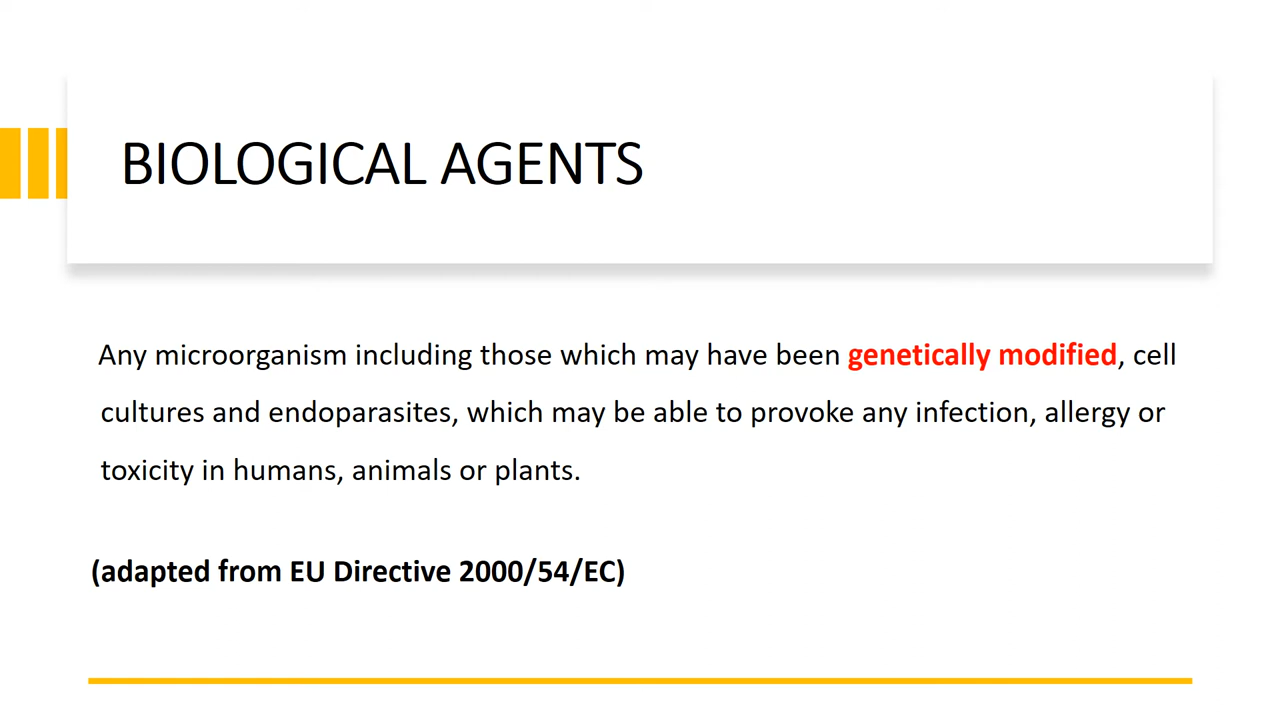 BIOLOGICAL AGENTS
Any microorganism including those which may have been genetically modified, cell
cultures and endoparasites, which may be able to provoke any infection, allergy or
toxicity in humans, animals or plants.
(adapted from EU Directive 2000/54/EC)